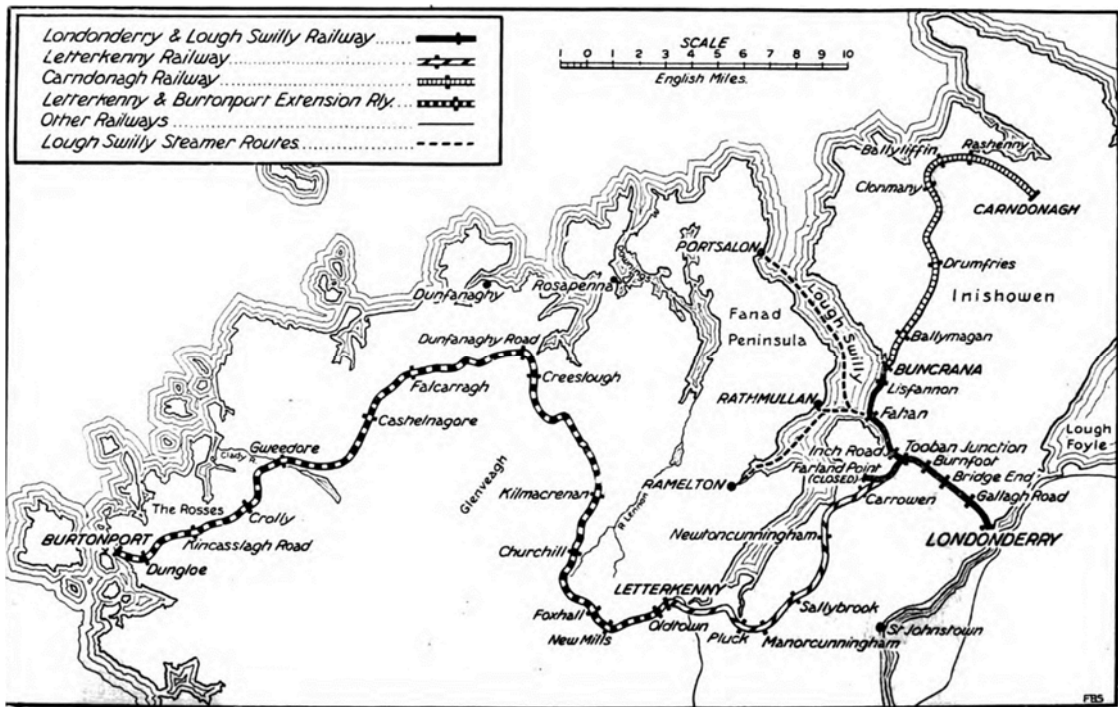 Londonderry & Lough Swilly Railway
Letterkenny Railway
Carndonagh Railway
Letterkenny & Burtonport Extension Rly.
Other Railways
Lough Swilly Steamer Routes
SCALE
1 0 1 2 3 4 5 6 7 8 9 10
English Miles.
Ballyliffin
Rashenny
Clonmany
CARNDONAGH
PORTSALON
Drumfries
Downings
Dunfanaghy
Rosapenna
Inishowen
Lough Swilly
Fanad
Peninsula
Dunfanaghy Road
Ballymagan
BUNCRANA
Creeslough
Falcarragh
Lisfannon
RATHMULLAN
Fahan
Cashelnagore
Lough
Foyle
Gweedore
Clady R.
Inch Road
Tooban Junction
Burnfoot
Farland Point
(CLOSED)
Bridge End
Glenveagh
RAMELTON
Kilmacrenan
Carrowen
Gallagh Road
The Rosses
Crolly
R. Lennon
BURTONPORT
Kincasslagh Road
Newtoncunningham
LONDONDERRY
Churchill
Dungloe
LETTERKENNY
Foxhall
Oldtown
Sallybrook
New Mills
Pluck
Manorcunningham
St Johnstown
FBS